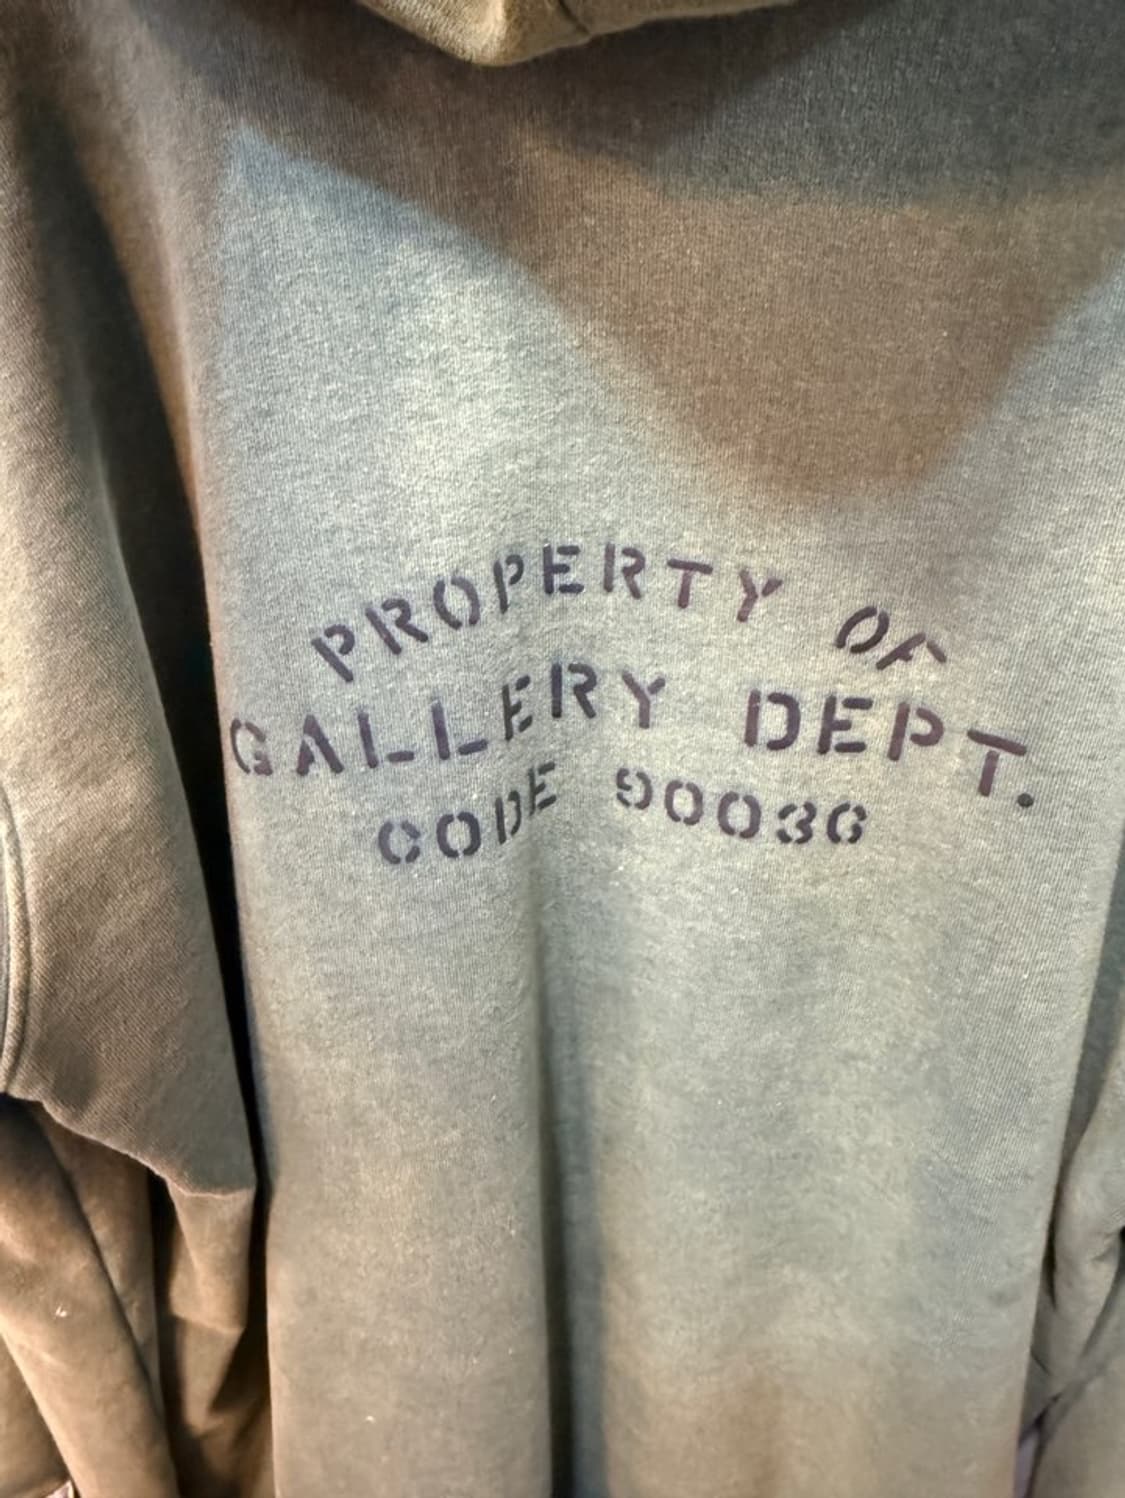 PROPERTY OF
GALLERY DEPT.
CODE 90036